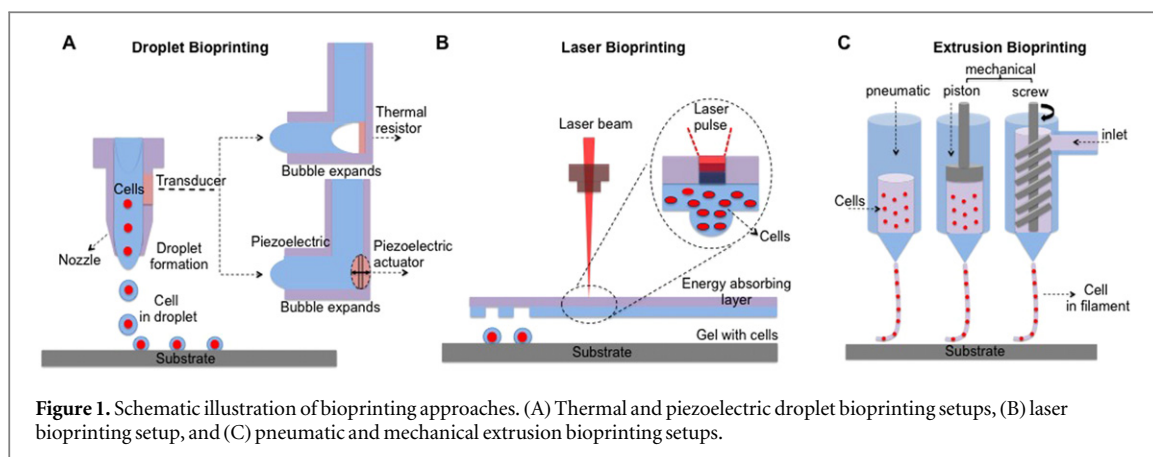 A
Droplet Bioprinting
Cells
Transducer
Nozzle
Droplet
formation
Cell
in droplet
Substrate
Thermal
resistor
Bubble expands
Piezoelectric
Piezoelectric
actuator
Bubble expands
B
Laser Bioprinting
Laser beam
Laser
pulse
Cells
Energy absorbing
layer
Gel with cells
Substrate
C
Extrusion Bioprinting
mechanical
pneumatic
piston
screw
inlet
Cells
Cell
in filament
Substrate
Figure 1. Schematic illustration of bioprinting approaches. (A) Thermal and piezoelectric droplet bioprinting setups, (B) laser
bioprinting setup, and (C) pneumatic and mechanical extrusion bioprinting setups.